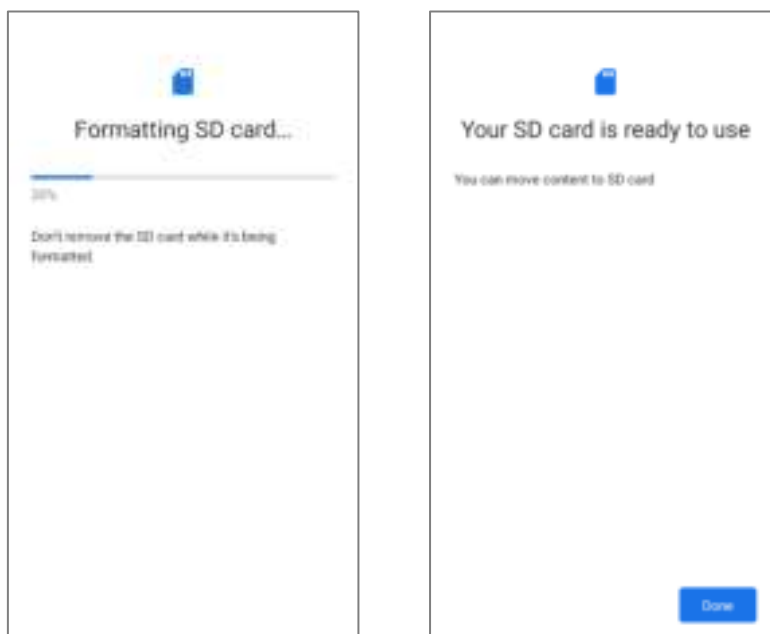 Formatting SD card...
20%
Don't remove the SD card while it's being
formatted.
Your SD card is ready to use
You can move content to SD card
Done